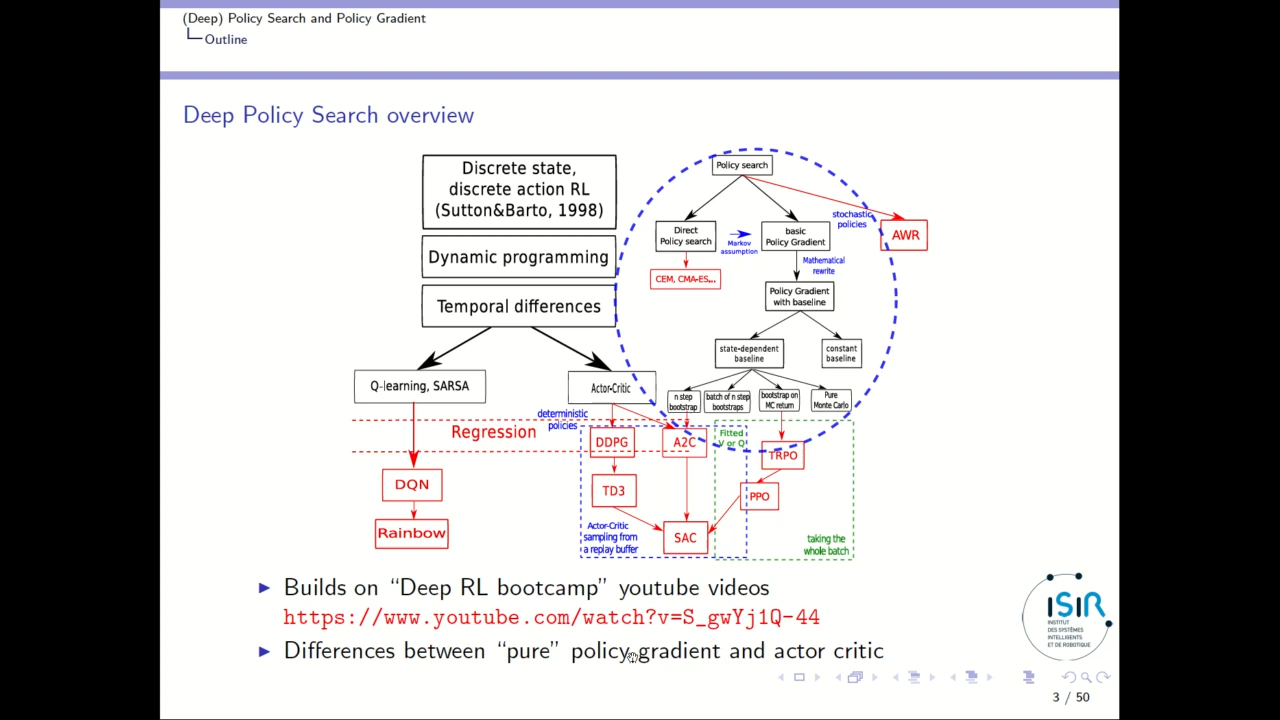 (Deep) Policy Search and Policy Gradient
Outline
Deep Policy Search overview
Discrete state,
discrete action RL
(Sutton&Barto, 1998)
Dynamic programming
Temporal differences
Q-learning, SARSA
Actor-Critic
Regression
DQN
Rainbow
deterministic
policies
DDPG
A2C
TD3
SAC
Actor-Critic
sampling from
a replay buffer
Policy search
Direct
Policy search
Markov
assumption
basic
Policy Gradient
stochastic
policies
AWR
CEM, CMA-ES,..
Mathematical
rewrite
Policy Gradient
with baseline
state-dependent
baseline
constant
baseline
n step
bootstrap
batch of n step
bootstraps
bootstrap on
MC return
Pure
Monte Carlo
Fitted
V or Q
TRPO
PPO
taking the
whole batch
Builds on “Deep RL bootcamp” youtube videos
https://www.youtube.com/watch?v=S_gwYj1Q-44
Differences between “pure” policy gradient and actor critic
ISIR
INSTITUT
DES SYSTÈMES
INTELLIGENTS
ET DE ROBOTIQUE
3 / 50